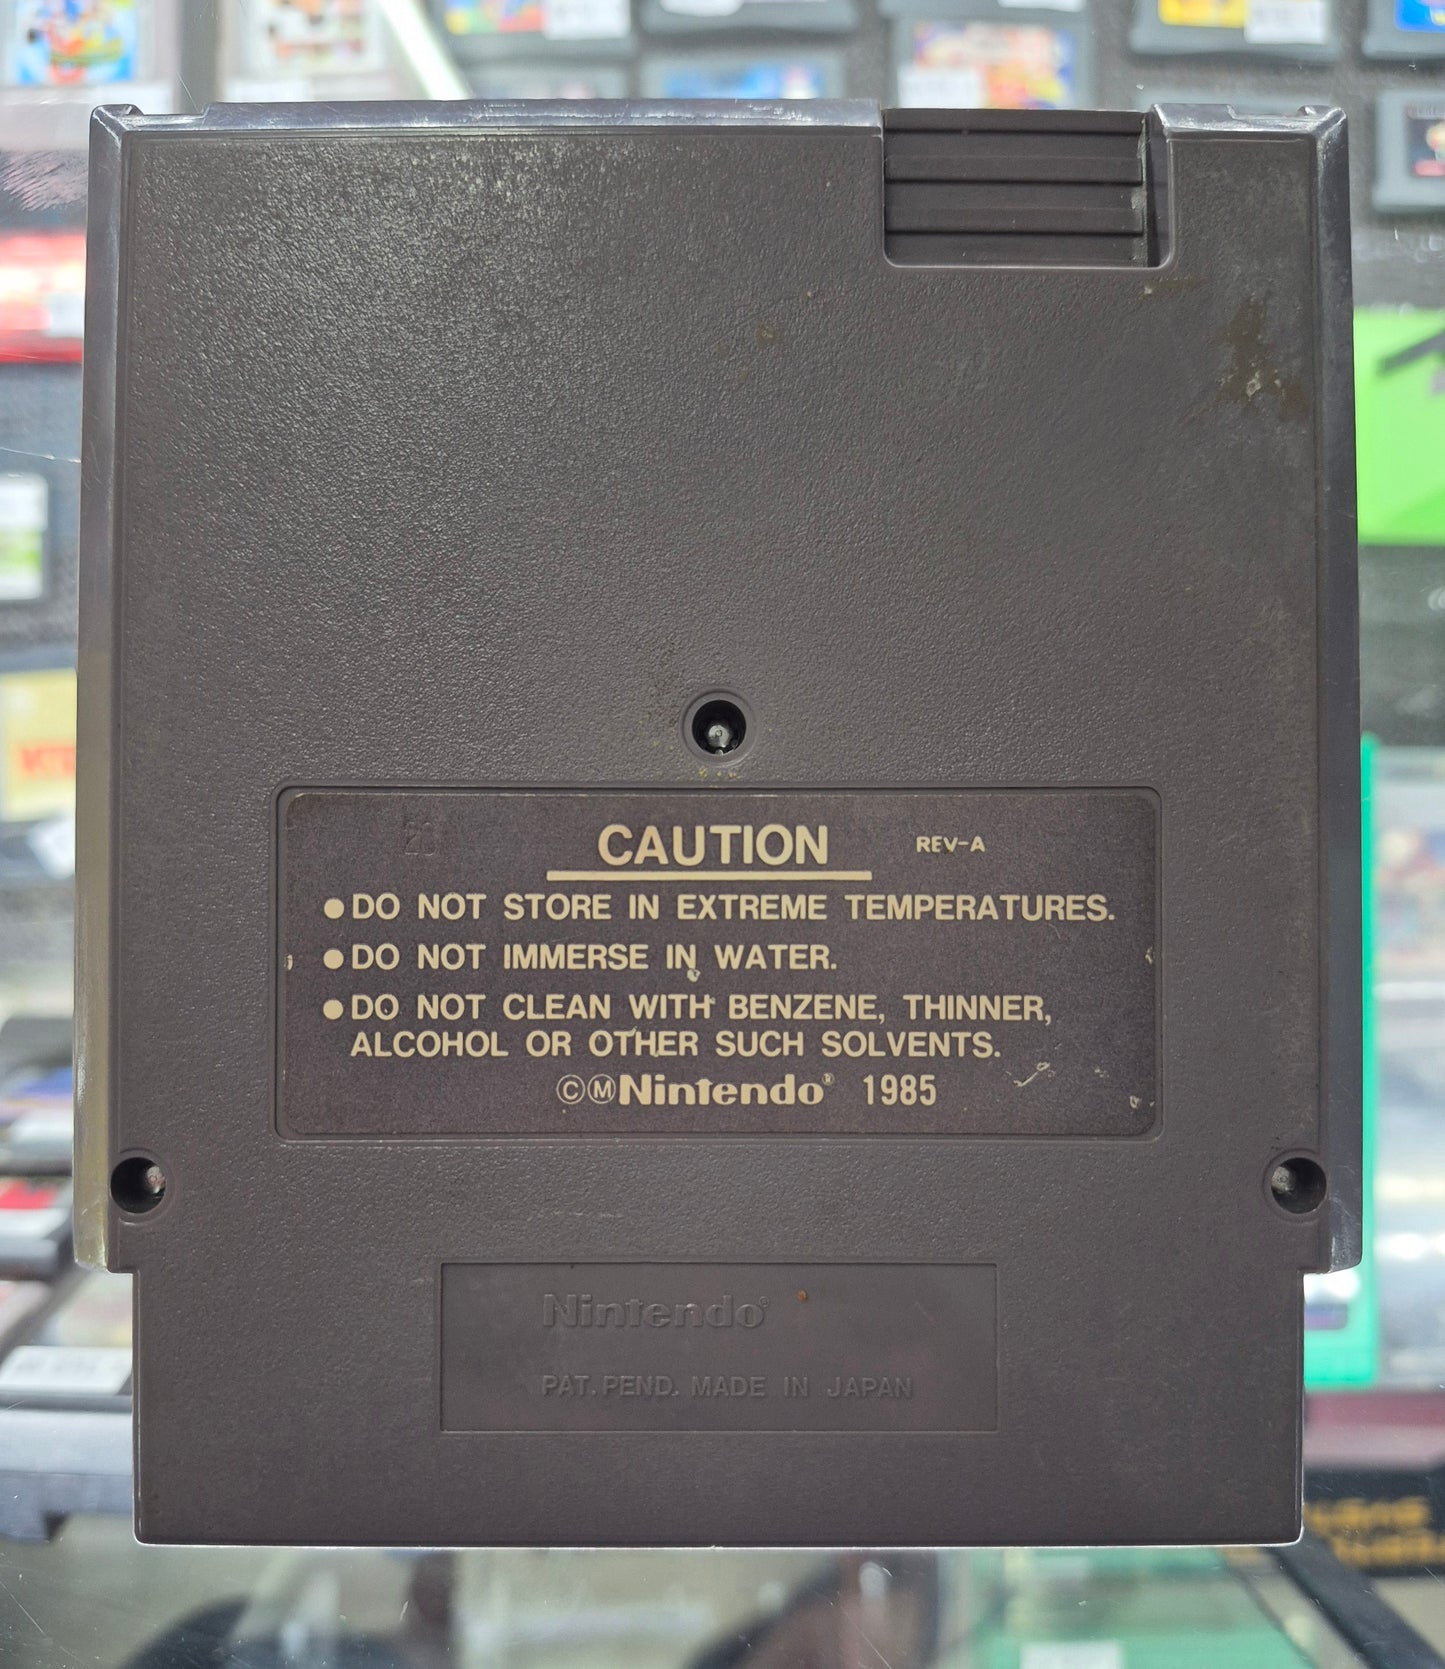 CAUTION REV-A
●DO NOT STORE IN EXTREME TEMPERATURES.
●DO NOT IMMERSE IN WATER.
●DO NOT CLEAN WITH BENZENE, THINNER,
ALCOHOL OR OTHER SUCH SOLVENTS.
©ⓂNintendo® 1985
Nintendo®
PAT. PEND. MADE IN JAPAN